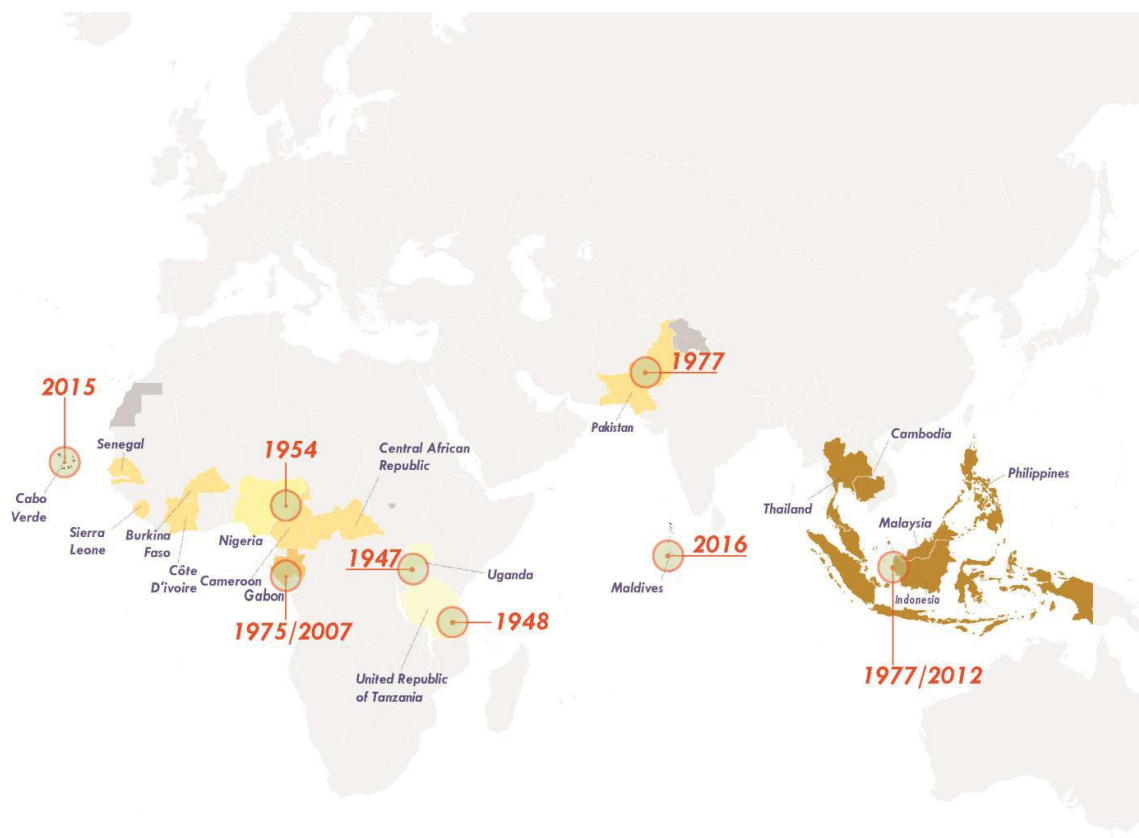 1977
2015
Senegal
1954
Central African
Republic
Pakistan
Cambodia
Philippines
Thailand
Cabo
Verde
Sierra
Leone
Burkina
Faso
Côte
D'ivoire
Nigeria
Cameroon
Gabon
1947
Uganda
2016
Maldives
Malaysia
Indonesia
1975/2007
1948
United Republic
of Tanzania
1977/2012